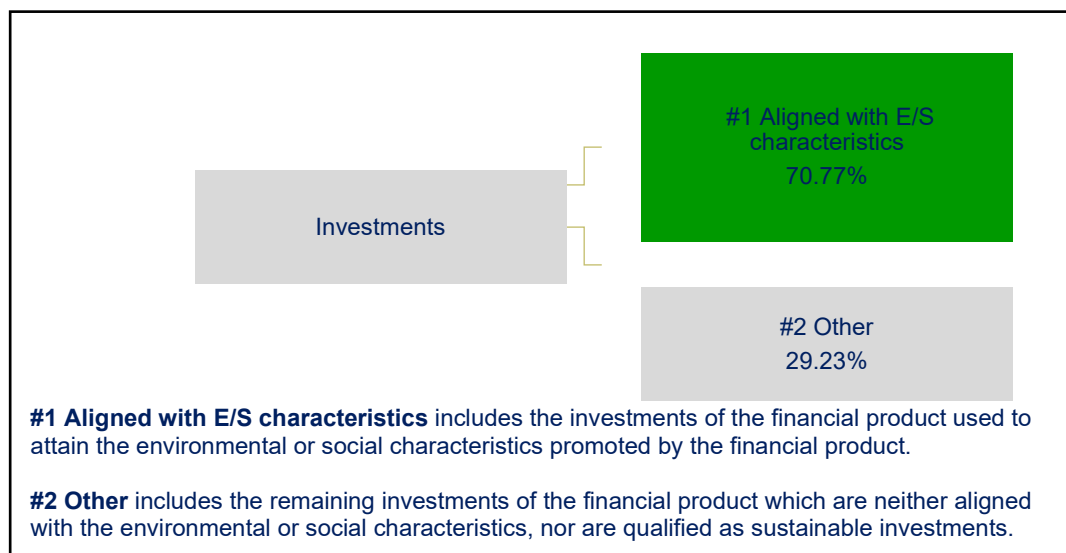 #1 Aligned with E/S
characteristics
70.77%
Investments
#2 Other
29.23%
#1 Aligned with E/S characteristics includes the investments of the financial product used to
attain the environmental or social characteristics promoted by the financial product.
#2 Other includes the remaining investments of the financial product which are neither aligned
with the environmental or social characteristics, nor are qualified as sustainable investments.